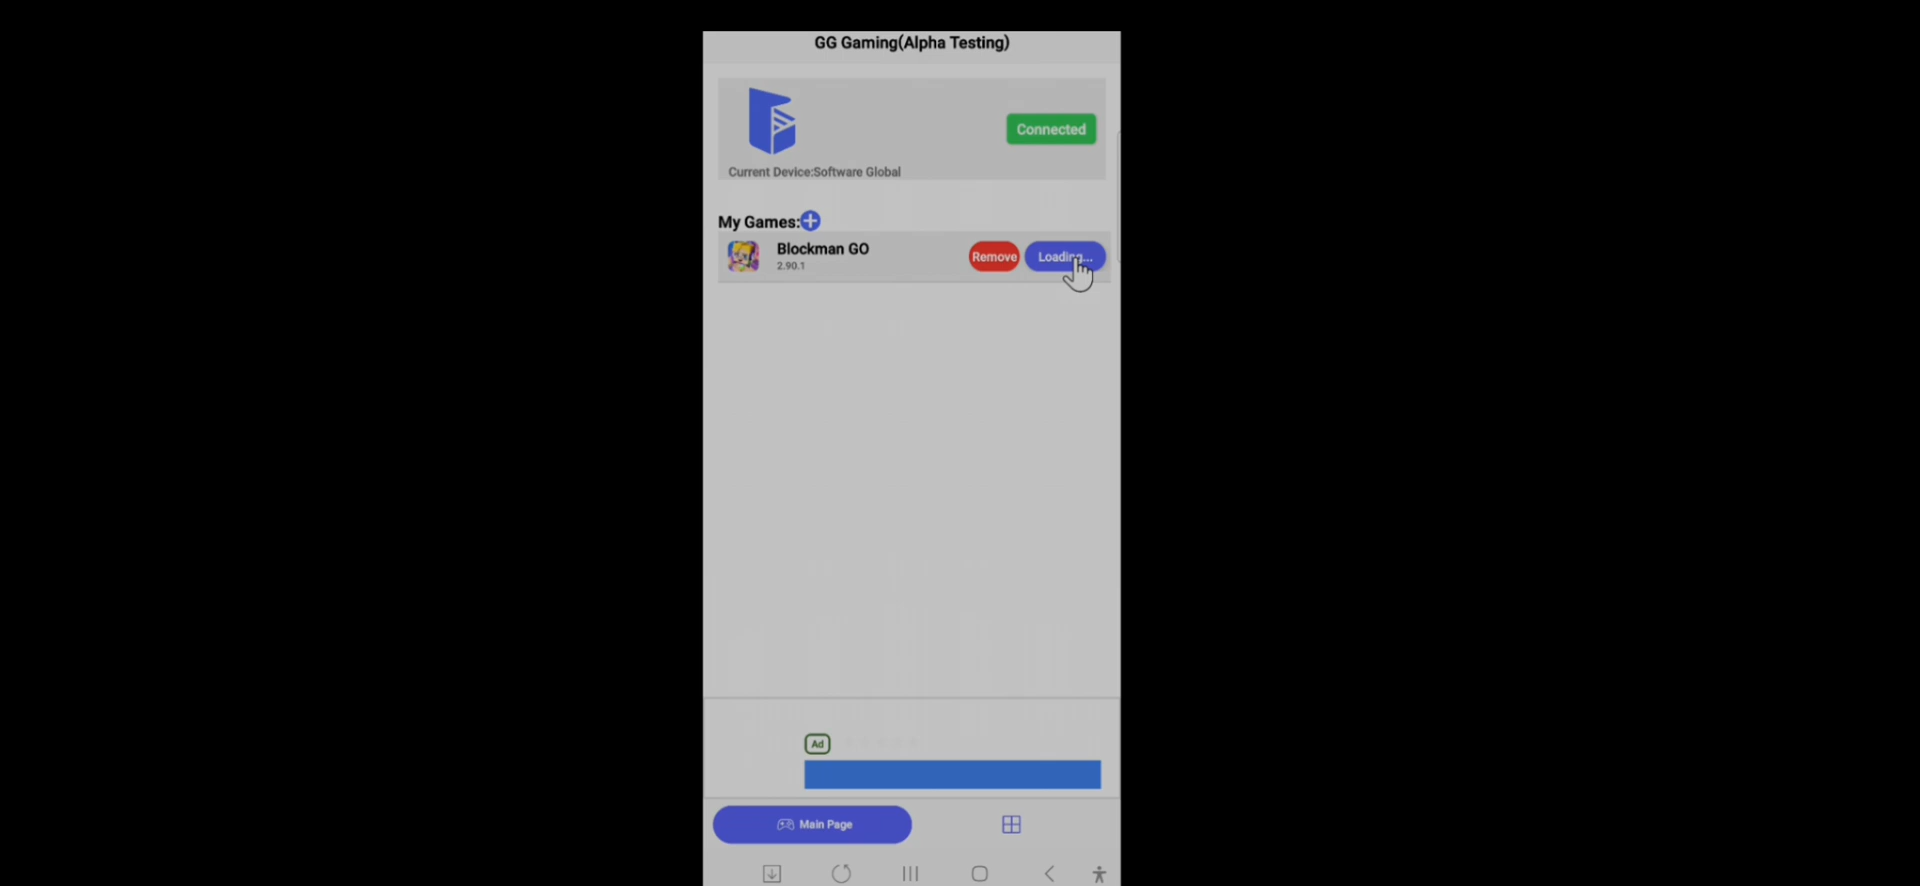 GG Gaming(Alpha Testing)
Connected
Current Device:Software Global
My Games:
Blockman GO
2.90.1
Remove
Loading...
Ad
Main Page